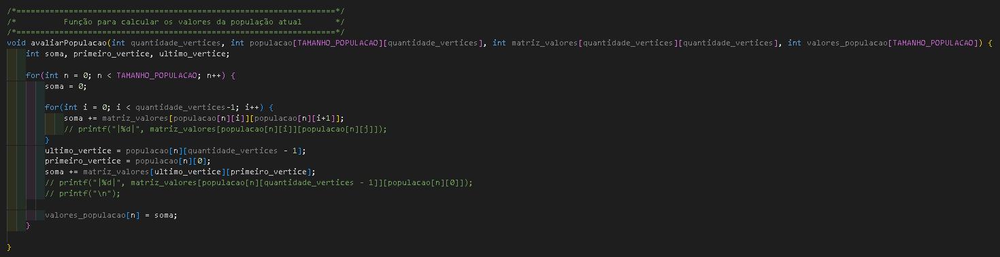 /*===================================================================*/
/*          Função para calcular os valores da população atual       */
/*===================================================================*/
void avaliarPopulacao(int quantidade_vertices, int populacao[TAMANHO_POPULACAO][quantidade_vertices], int matriz_valores[quantidade_vertices][quantidade_vertices], int valores_populacao[TAMANHO_POPULACAO]) {
    int soma, primeiro_vertice, ultimo_vertice;
    for(int n = 0; n < TAMANHO_POPULACAO; n++) {
        soma = 0;
        for(int i = 0; i < quantidade_vertices-1; i++) {
            soma += matriz_valores[populacao[n][i]][populacao[n][i+1]];
            // printf("|%d|", matriz_valores[populacao[n][i]][populacao[n][j]]);
        }
        ultimo_vertice = populacao[n][quantidade_vertices - 1];
        primeiro_vertice = populacao[n][0];
        soma += matriz_valores[ultimo_vertice][primeiro_vertice];
        // printf("|%d|", matriz_valores[populacao[n][quantidade_vertices - 1]][populacao[n][0]]);
        // printf("\n");
        valores_populacao[n] = soma;
    }
}